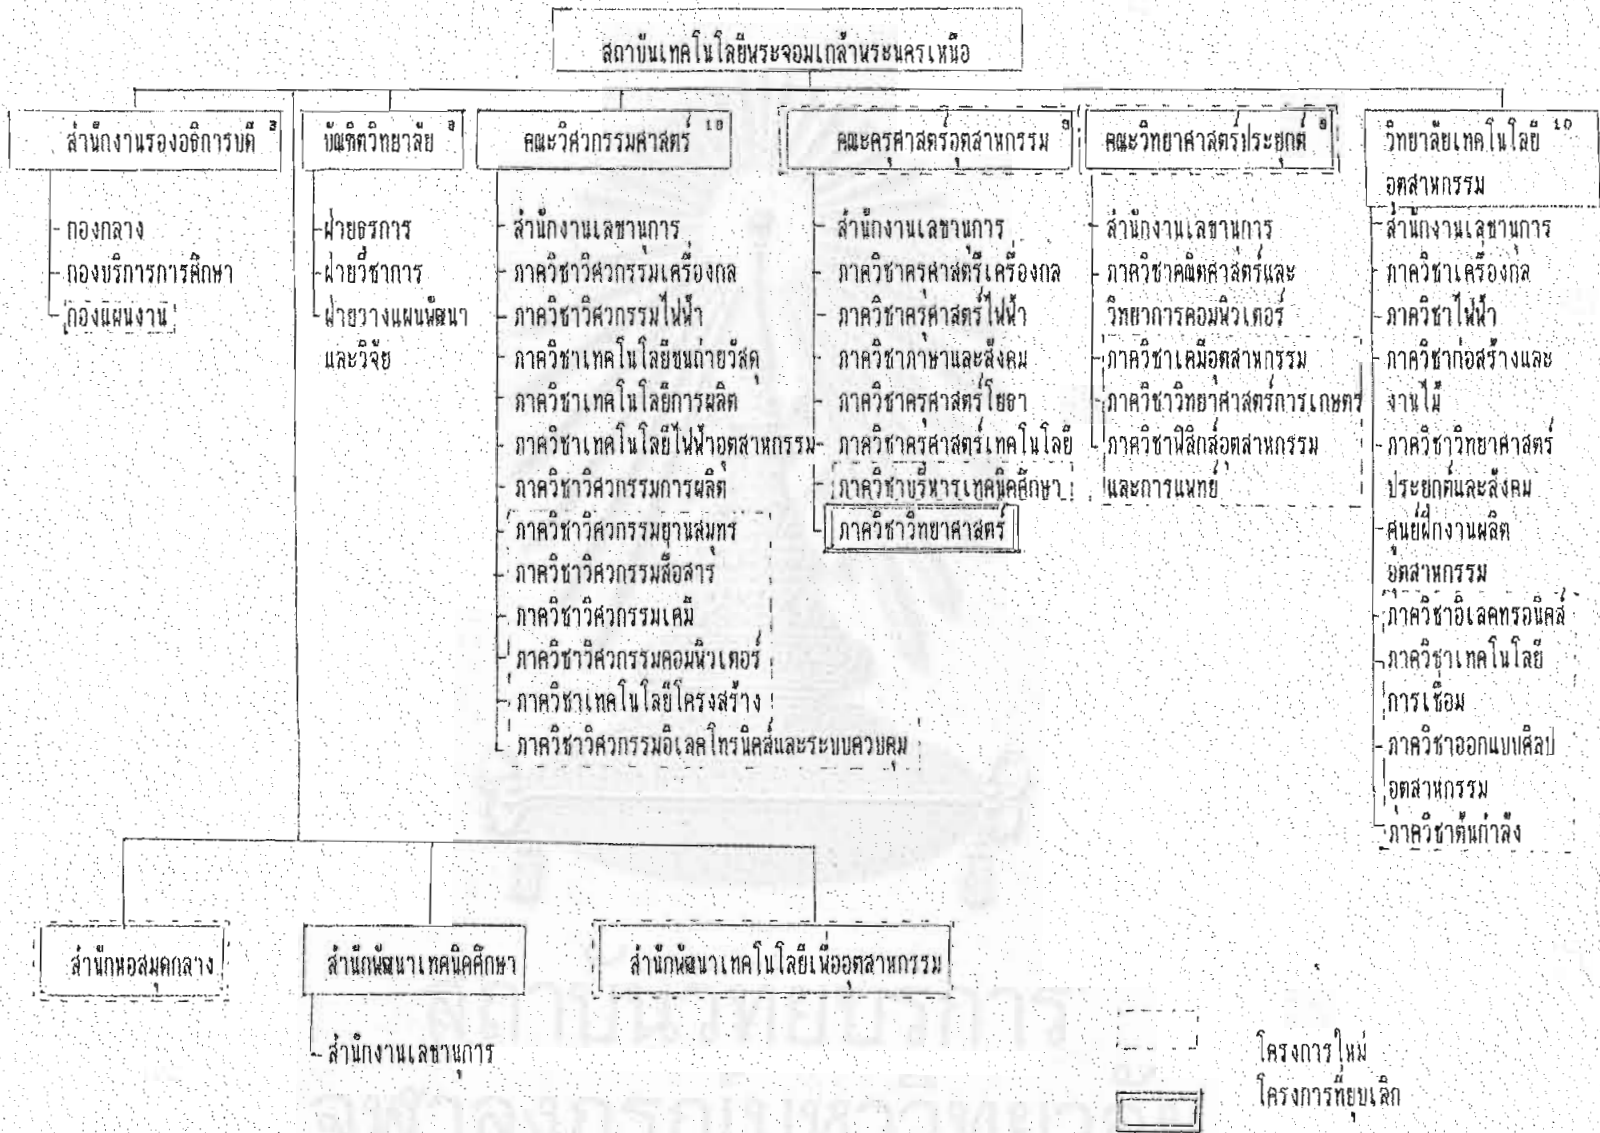 สถาบันเทคโนโลยีพระจอมเกล้าพระนครเหนือ
สำนักงานรองอธิการบดี 3
กองกลาง
กองบริการการศึกษา
กองแผนงาน
บัณฑิตวิทยาลัย 3
ฝ่ายธุรการ
ฝ่ายวิชาการ
ฝ่ายวางแผนพัฒนา
และวิจัย
คณะวิศวกรรมศาสตร์ 10
สำนักงานเลขานุการ
ภาควิชาวิศวกรรมเครื่องกล
ภาควิชาวิศวกรรมไฟฟ้า
ภาควิชาเทคโนโลยีขนถ่ายวัสดุ
ภาควิชาเทคโนโลยีการผลิต
ภาควิชาเทคโนโลยีไฟฟ้าอุตสาหกรรม
ภาควิชาวิศวกรรมการผลิต
ภาควิชาวิศวกรรมยานสมุทร
ภาควิชาวิศวกรรมสื่อสาร
ภาควิชาวิศวกรรมเคมี
ภาควิชาวิศวกรรมคอมพิวเตอร์
ภาควิชาเทคโนโลยีโครงสร้าง
ภาควิชาวิศวกรรมอิเลคโทรนิคส์และระบบควบคุม
คณะครุศาสตร์อุตสาหกรรม
สำนักงานเลขานุการ
ภาควิชาครุศาสตร์เครื่องกล
ภาควิชาครุศาสตร์ไฟฟ้า
ภาควิชาภาษาและสังคม
ภาควิชาครุศาสตร์โยธา
ภาควิชาครุศาสตร์เทคโนโลยี
ภาควิชาบริหารเทคนิคศึกษา
ภาควิชาวิทยาศาสตร์
คณะวิทยาศาสตร์ประยุกต์
สำนักงานเลขานุการ
ภาควิชาคณิตศาสตร์และ
วิทยาการคอมพิวเตอร์
ภาควิชาเคมีอุตสาหกรรม
ภาควิชาวิทยาศาสตร์การเกษตร
ภาควิชาฟิสิกส์อุตสาหกรรม
และการแพทย์
วิทยาลัยเทคโนโลยี 10
อุตสาหกรรม
สำนักงานเลขานุการ
ภาควิชาเครื่องกล
ภาควิชาไฟฟ้า
ภาควิชาก่อสร้างและ
งานไม้
ภาควิชาวิทยาศาสตร์
ประยุกต์และสังคม
ศูนย์ฝึกงานผลิต
อุตสาหกรรม
ภาควิชาอิเลคทรอนิคส์
ภาควิชาเทคโนโลยี
การเชื่อม
ภาควิชาออกแบบศิลป
อุตสาหกรรม
ภาควิชาต้นกำลัง
สำนักหอสมุดกลาง
สำนักพัฒนาเทคนิคศึกษา
สำนักงานเลขานุการ
สำนักพัฒนาเทคโนโลยีเพื่ออุตสาหกรรม
โครงการใหม่
โครงการที่ยุบเลิก